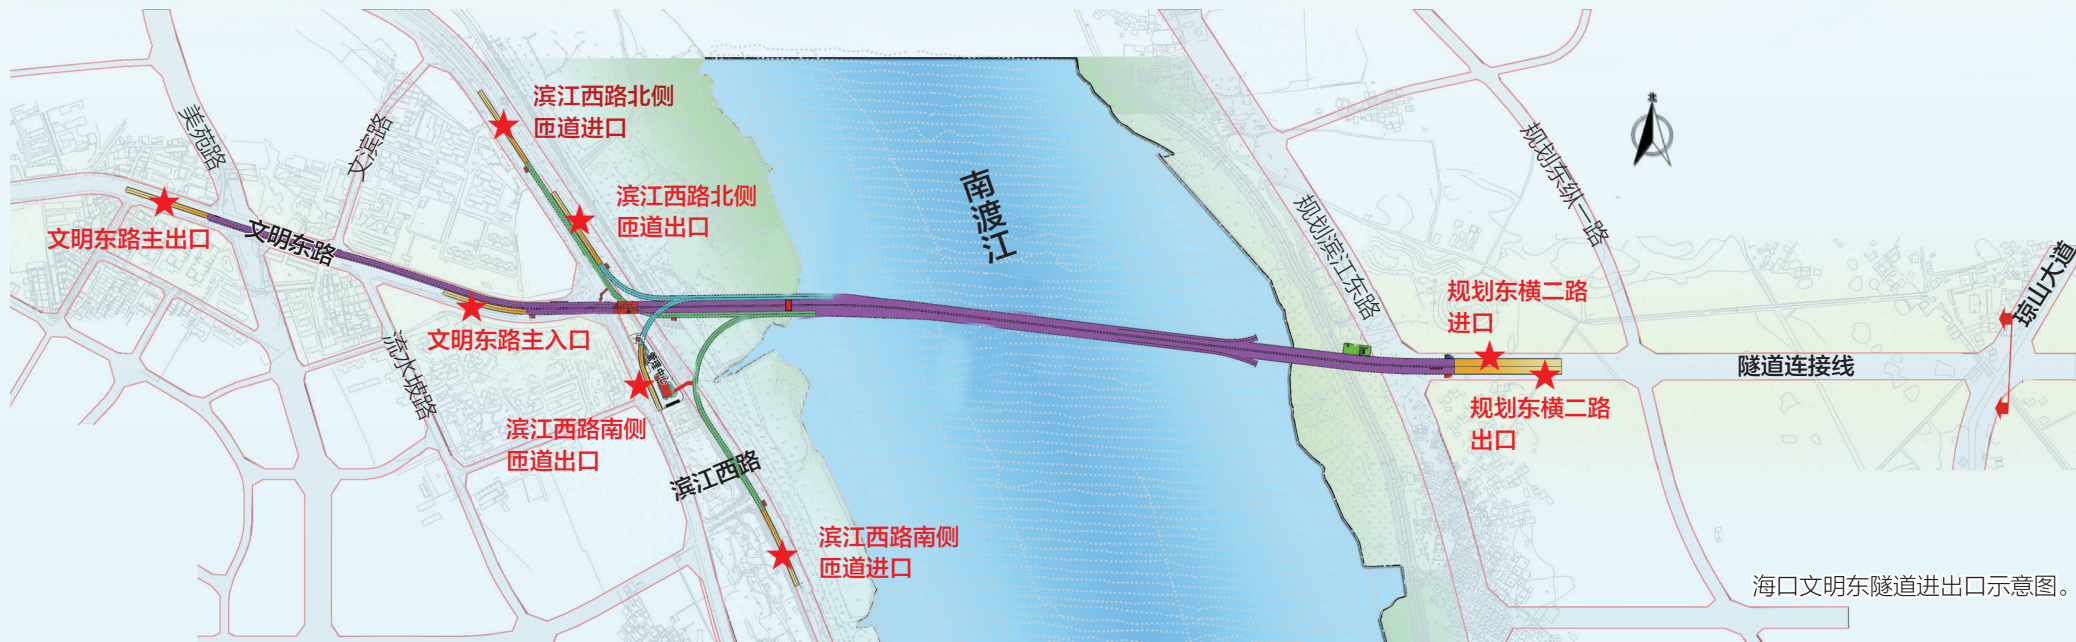 北
滨江西路北侧
匝道进口
美苑路
文滨路
规划东纵一路
滨江西路北侧
匝道出口
南渡江
文明东路主出口
文明东路
规划滨江东路
琼山大道
规划东横二路
进口
文明东路主入口
流水坡路
管理中心
隧道连接线
规划东横二路
出口
滨江西路南侧
匝道出口
滨江西路
滨江西路南侧
匝道进口
海口文明东隧道进出口示意图。